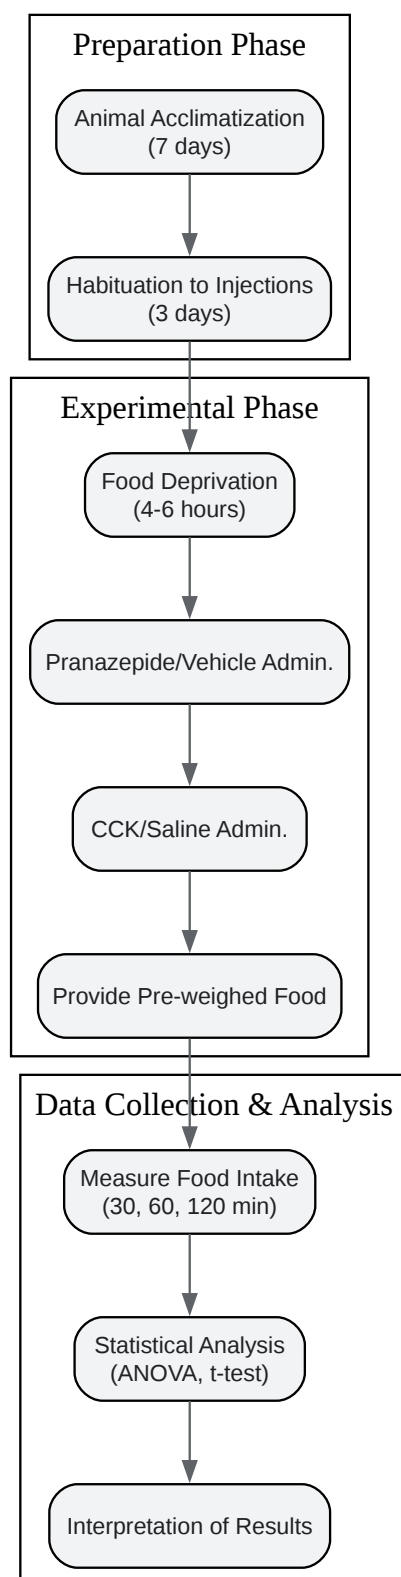 Preparation Phase
Animal Acclimatization
(7 days)
Habituation to Injections
(3 days)
Experimental Phase
Food Deprivation
(4-6 hours)
Pranazepide/Vehicle Admin.
CCK/Saline Admin.
Provide Pre-weighed Food
Data Collection & Analysis
Measure Food Intake
(30, 60, 120 min)
Statistical Analysis
(ANOVA, t-test)
Interpretation of Results